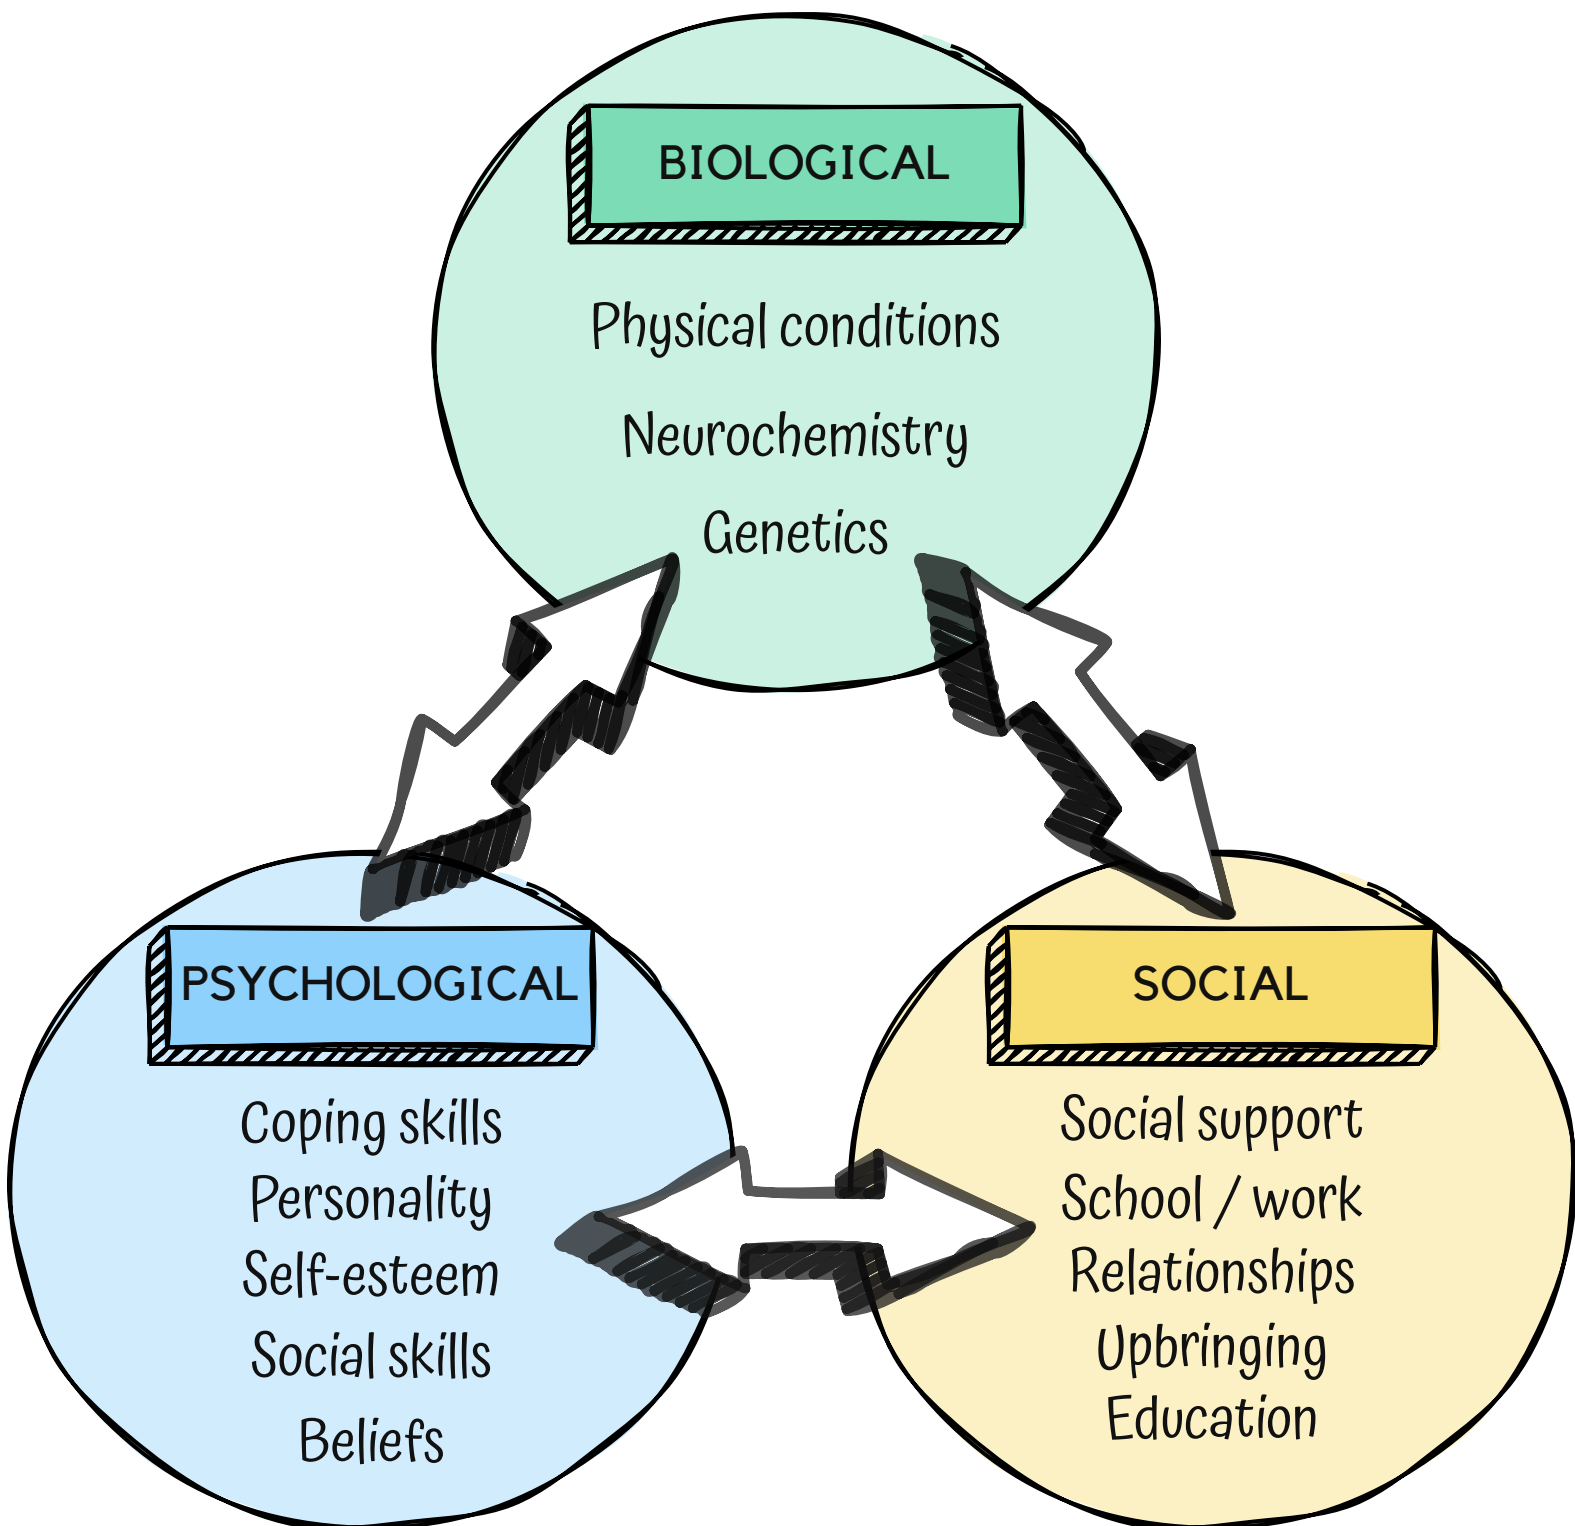 BIOLOGICAL
Physical conditions
Neurochemistry
Genetics
PSYCHOLOGICAL
Coping skills
Personality
Self-esteem
Social skills
Beliefs
SOCIAL
Social support
School / work
Relationships
Upbringing
Education